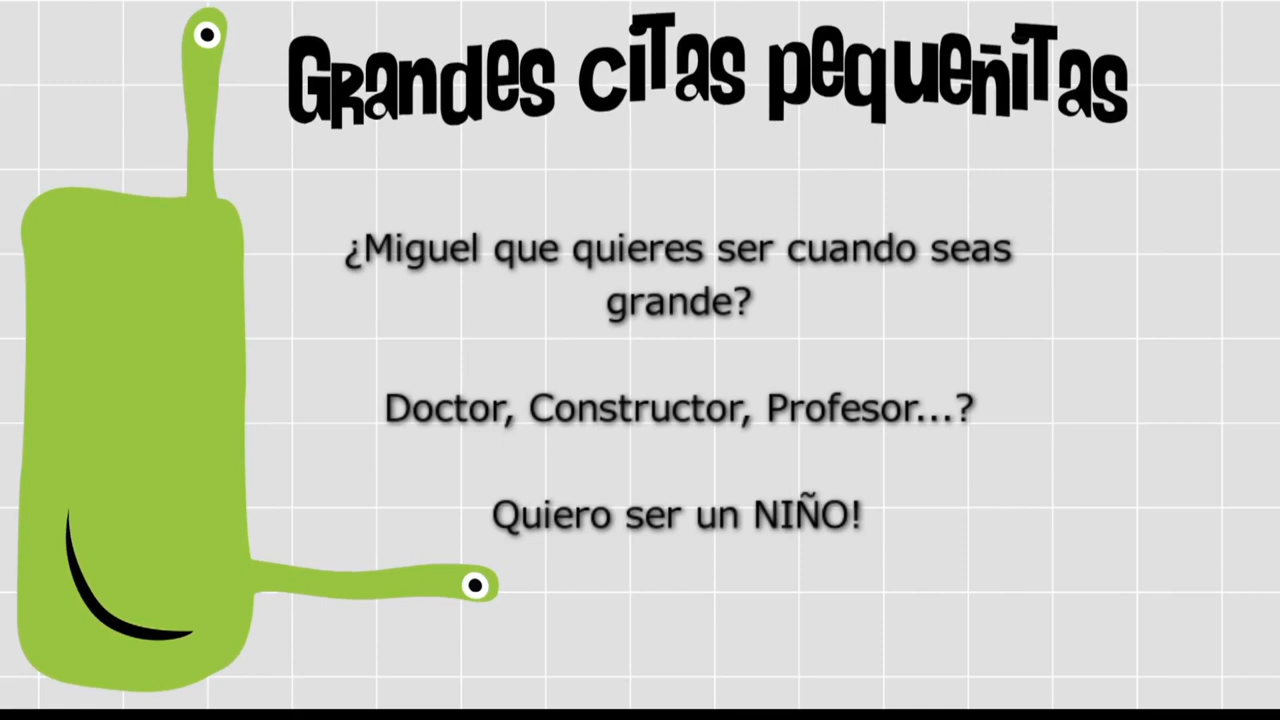 Grandes citas pequeñitas
¿Miguel que quieres ser cuando seas
grande?
Doctor, Constructor, Profesor...?
Quiero ser un NIÑO!